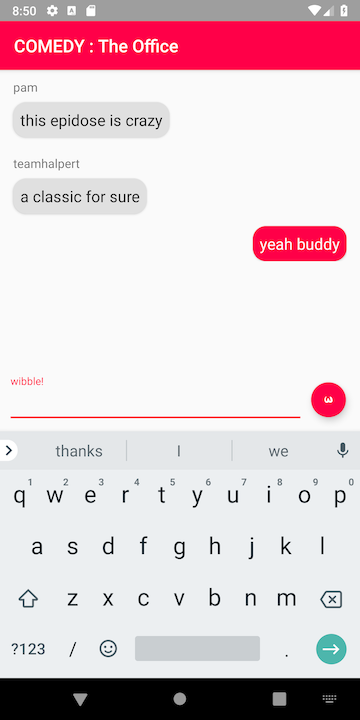 8:50
COMEDY : The Office
pam
this epidose is crazy
teamhalpert
a classic for sure
yeah buddy
wibble!
ω
thanks I we
1 2 3 4 5 6 7 8 9 0
q w e r t y u i o p
a s d f g h j k l
z x c v b n m
?123 / .